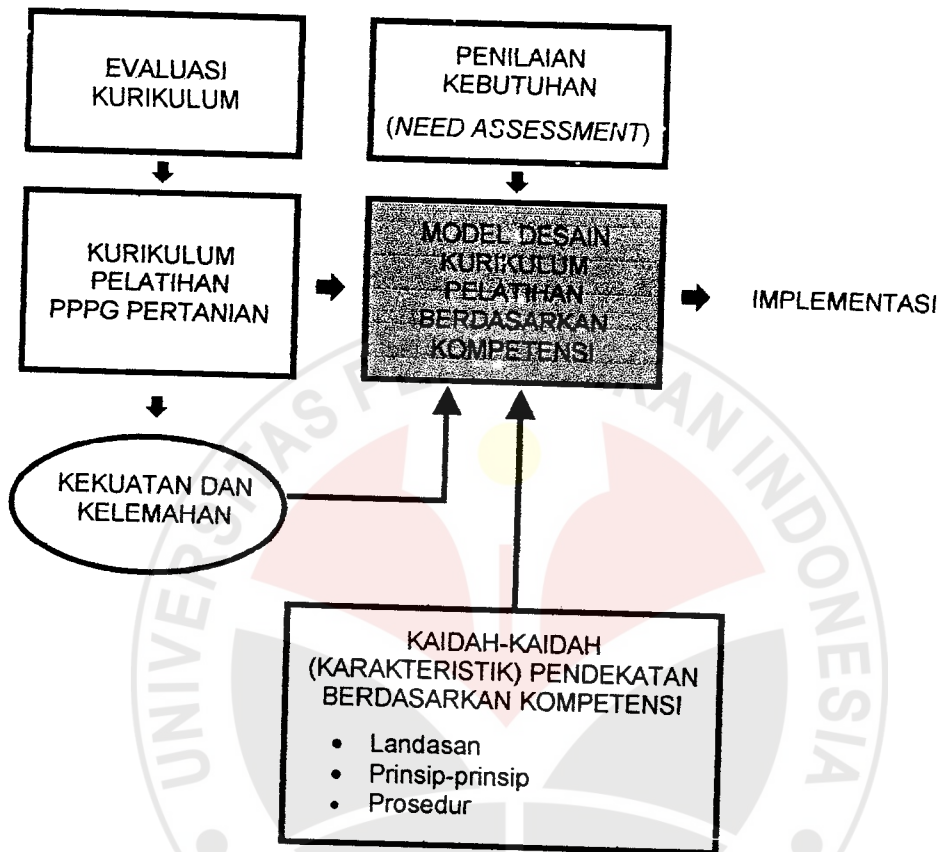 EVALUASI
KURIKULUM
PENILAIAN
KEBUTUHAN
(NEED ASSESSMENT)
KURIKULUM
PELATIHAN
PPPG PERTANIAN
MODEL DESAIN
KURIKULUM
PELATIHAN
BERDASARKAN
KOMPETENSI
IMPLEMENTASI
KEKUATAN DAN
KELEMAHAN
KAIDAH-KAIDAH
(KARAKTERISTIK) PENDEKATAN
BERDASARKAN KOMPETENSI
• Landasan
• Prinsip-prinsip
• Prosedur